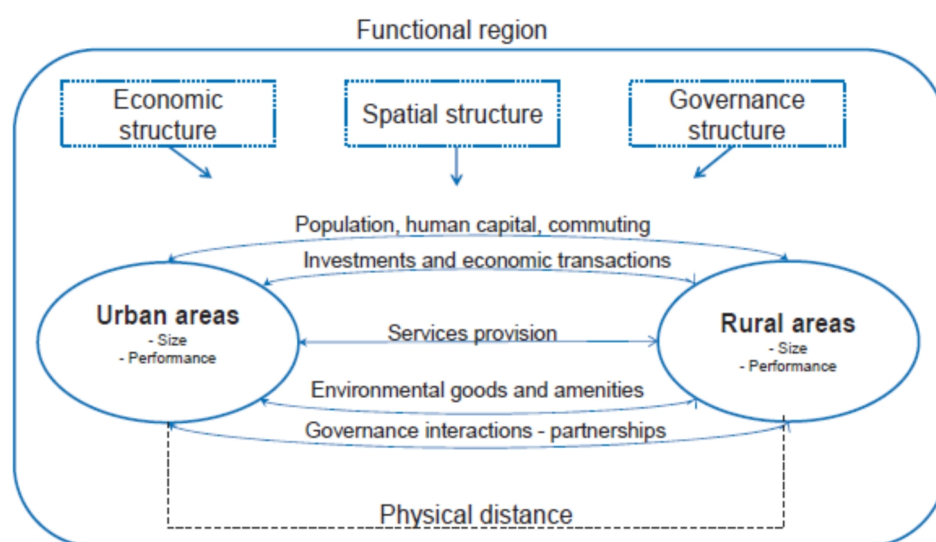 Functional region
Economic
structure
Spatial structure
Governance
structure
Population, human capital, commuting
Investments and economic transactions
Urban areas
- Size
- Performance
Services provision
Rural areas
- Size
- Performance
Environmental goods and amenities
Governance interactions - partnerships
Physical distance